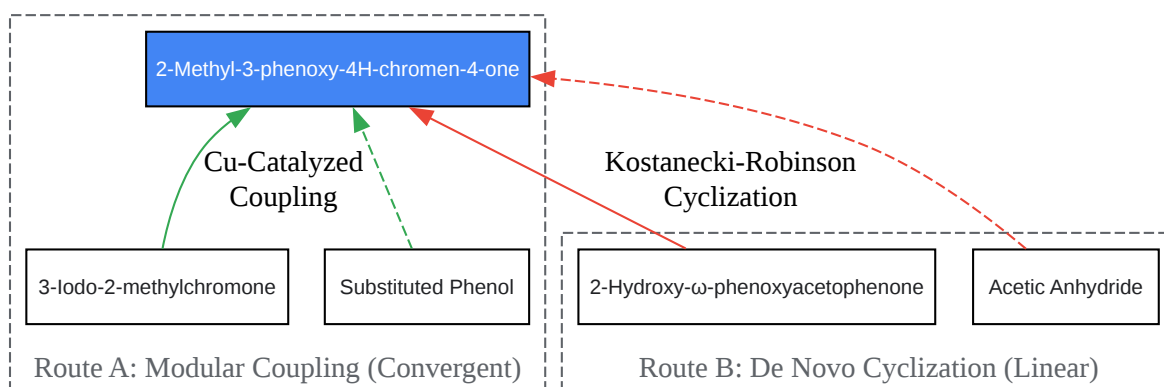 2-Methyl-3-phenoxy-4H-chromen-4-one
Cu-Catalyzed
Coupling
Kostanecki-Robinson
Cyclization
3-Iodo-2-methylchromone
Substituted Phenol
2-Hydroxy-ω-phenoxyacetophenone
Acetic Anhydride
Route A: Modular Coupling (Convergent)
Route B: De Novo Cyclization (Linear)